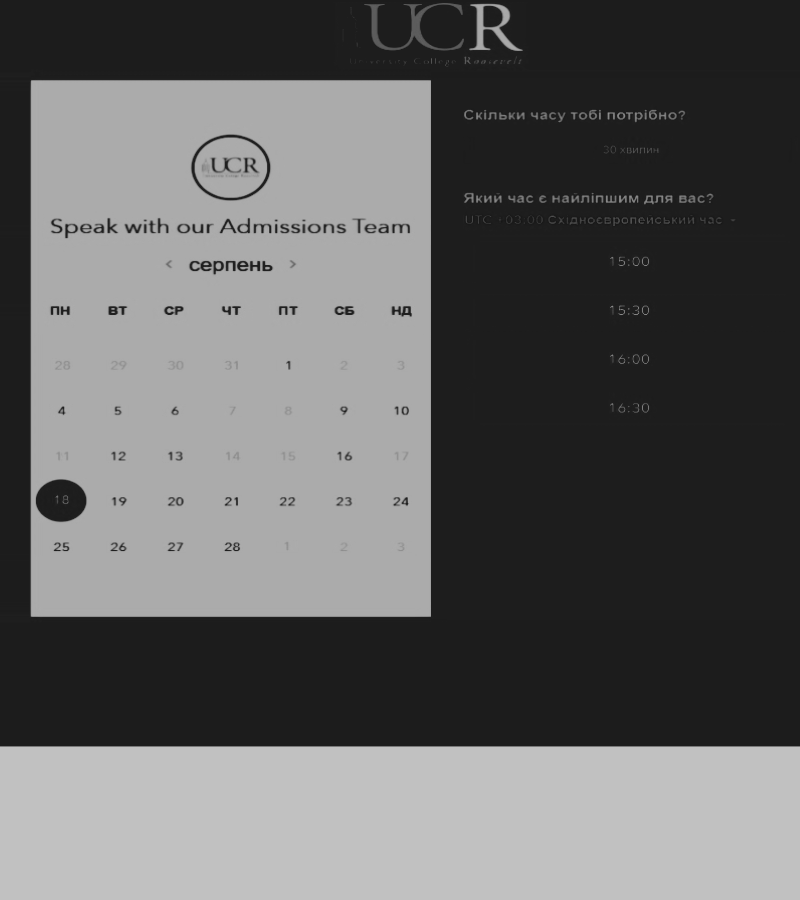 UCR
University College Roosevelt
UCR
Speak with our Admissions Team
< серпень >
ПН ВТ СР ЧТ ПТ СБ НД
28 29 30 31 1 2 3
4 5 6 7 8 9 10
11 12 13 14 15 16 17
18 19 20 21 22 23 24
25 26 27 28 1 2 3
Скільки часу тобі потрібно?
30 хвилин
Який час є найліпшим для вас?
UTC +03:00 Східноєвропейський час
15:00
15:30
16:00
16:30